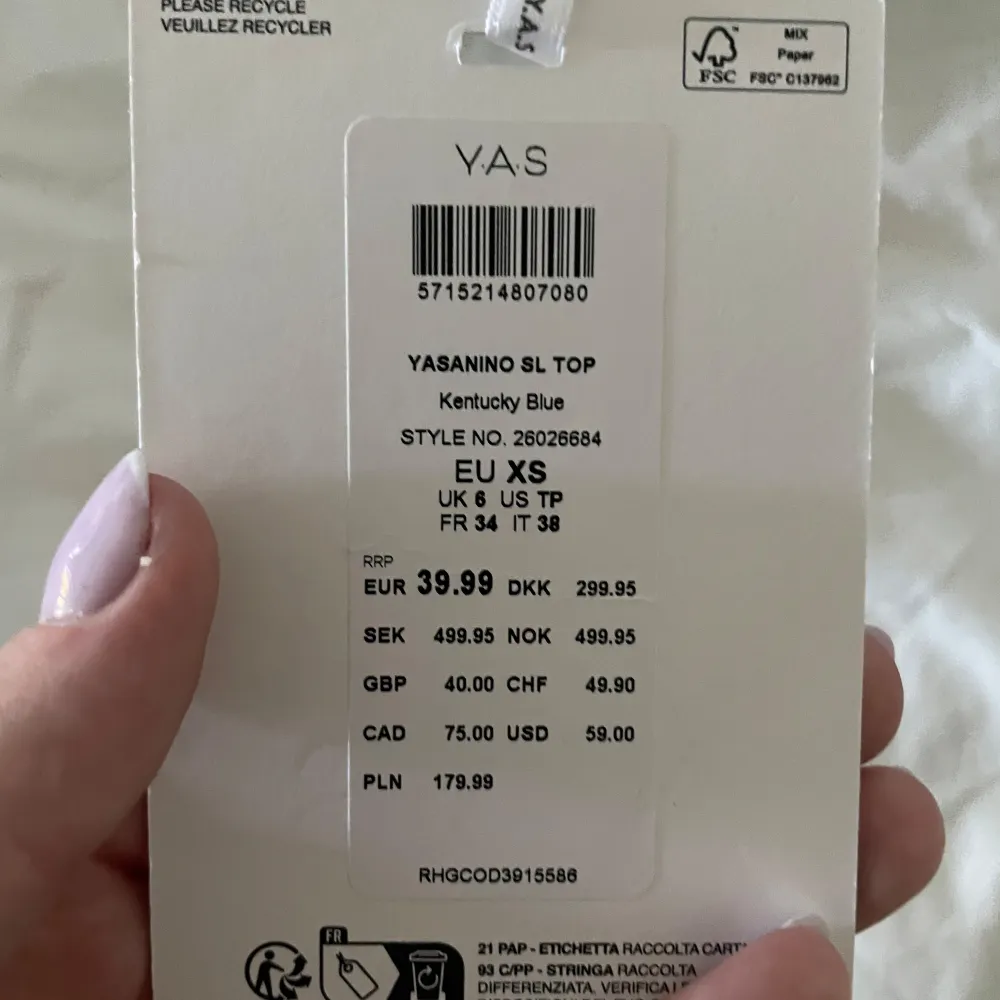 PLEASE RECYCLE
VEUILLEZ RECYCLER
Y.A.S
MIX
Paper
FSC™ C137962
FSC
Y.A.S
5715214807080
YASANINO SL TOP
Kentucky Blue
STYLE NO. 26026684
EU XS
UK 6 US TP
FR 34 IT 38
RRP
EUR 39.99 DKK 299.95
SEK 499.95 NOK 499.95
GBP 40.00 CHF 49.90
CAD 75.00 USD 59.00
PLN 179.99
RHGCOD3915586
FR
21 PAP - ETICHETTA RACCOLTA
93 C/PP - STRINGA RACCOLTA
DIFFERENZIATA. VERIFICA